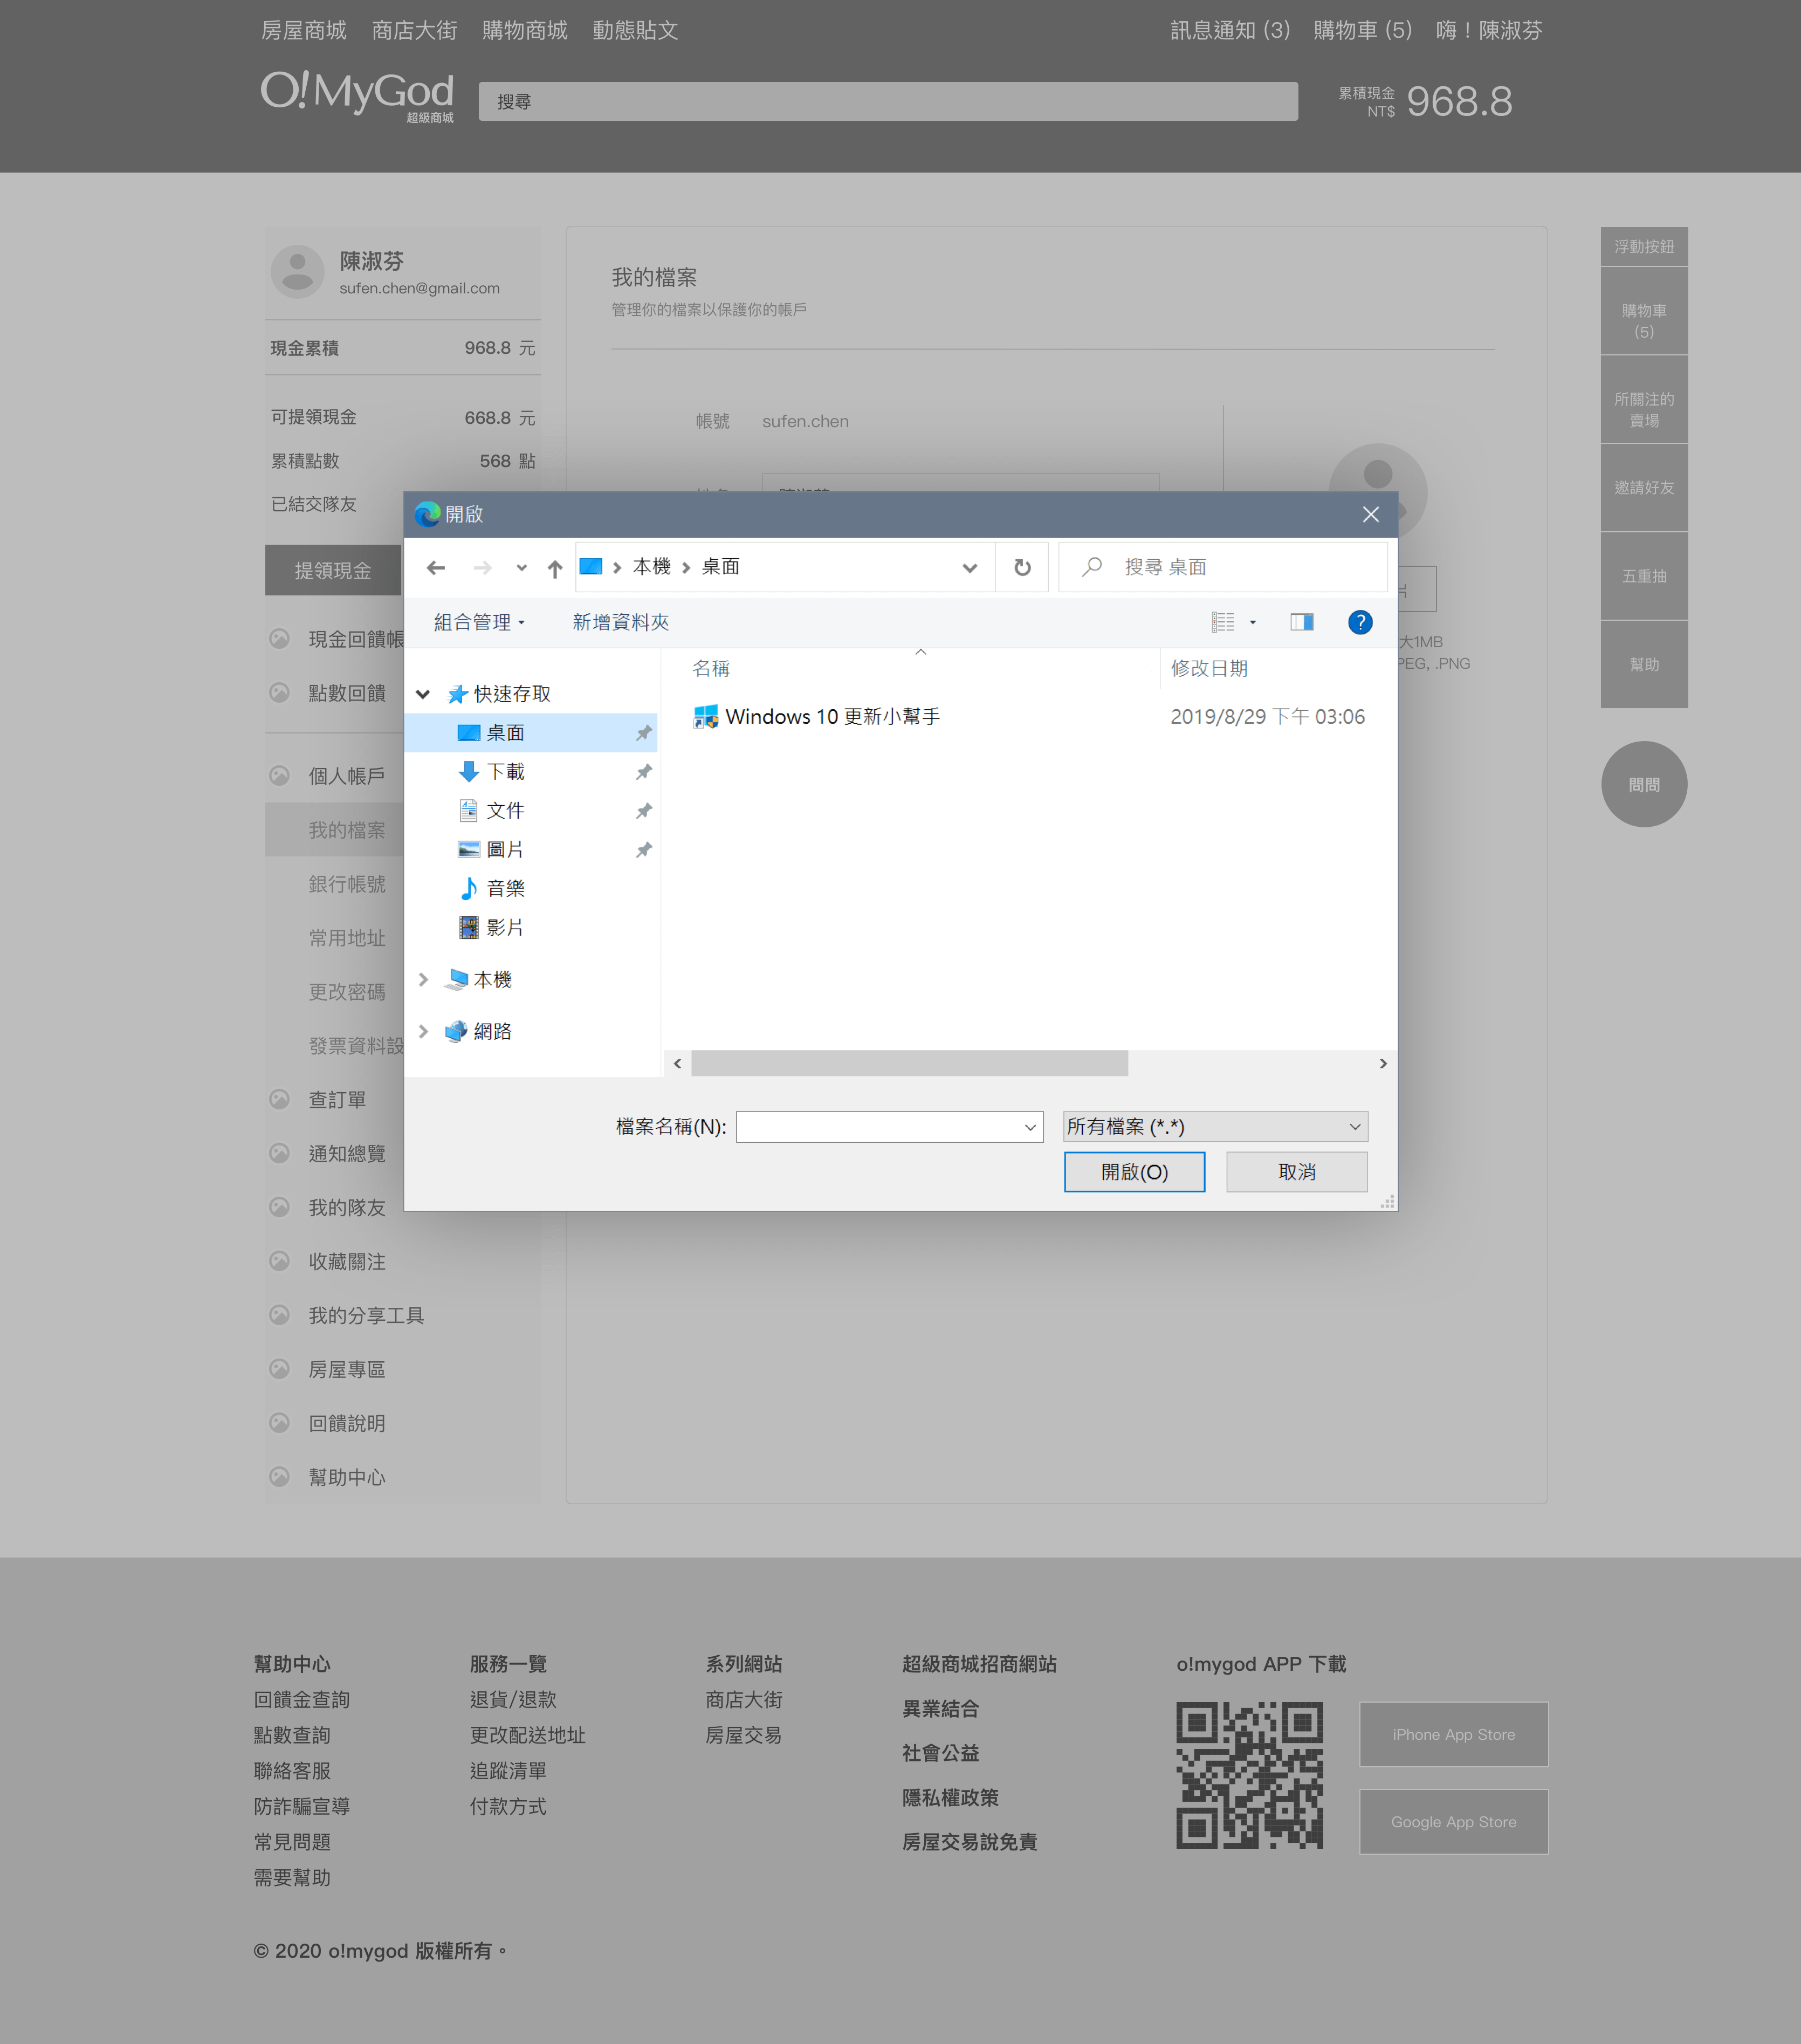 房屋商城 商店大街 購物商城 動態貼文 訊息通知 (3) 購物車 (5) 嗨！陳淑芬
O!MyGod
超級商城
搜尋
累積現金
NT$
968.8
陳淑芬
sufen.chen@gmail.com
現金累積 968.8 元
可提領現金 668.8 元
累積點數 568 點
已結交隊友
提領現金
現金回饋帳
點數回饋
個人帳戶
我的檔案
銀行帳號
常用地址
更改密碼
發票資料設
查訂單
通知總覽
我的隊友
收藏關注
我的分享工具
房屋專區
回饋說明
幫助中心
我的檔案
管理你的檔案以保護你的帳戶
帳號 sufen.chen
大1MB
PEG, .PNG
浮動按鈕
購物車
(5)
所關注的
賣場
邀請好友
五重抽
幫助
問問
開啟
本機 桌面
搜尋 桌面
組合管理 新增資料夾
名稱 修改日期
Windows 10 更新小幫手 2019/8/29 下午 03:06
快速存取
桌面
下載
文件
圖片
音樂
影片
本機
網路
檔案名稱(N): 所有檔案 (*.*)
開啟(O) 取消
幫助中心
回饋金查詢
點數查詢
聯絡客服
防詐騙宣導
常見問題
需要幫助
服務一覽
退貨/退款
更改配送地址
追蹤清單
付款方式
系列網站
商店大街
房屋交易
超級商城招商網站
異業結合
社會公益
隱私權政策
房屋交易說免責
o!mygod APP 下載
iPhone App Store
Google App Store
© 2020 o!mygod 版權所有。